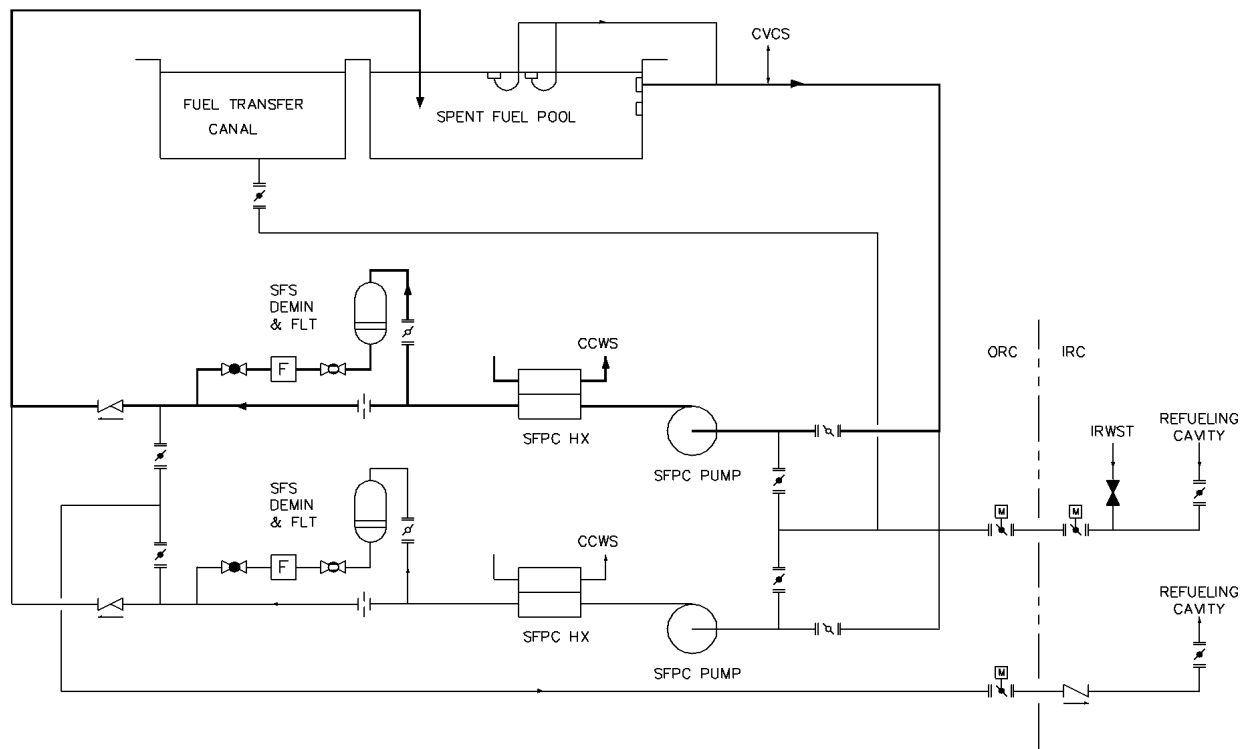 CVCS
FUEL TRANSFER
CANAL
SPENT FUEL POOL
SFS
DEMIN
& FLT
F
CCWS
SFPC HX
SFPC PUMP
ORC
IRC
IRWST
REFUELING
CAVITY
M
M
SFS
DEMIN
& FLT
F
CCWS
SFPC HX
SFPC PUMP
REFUELING
CAVITY
M